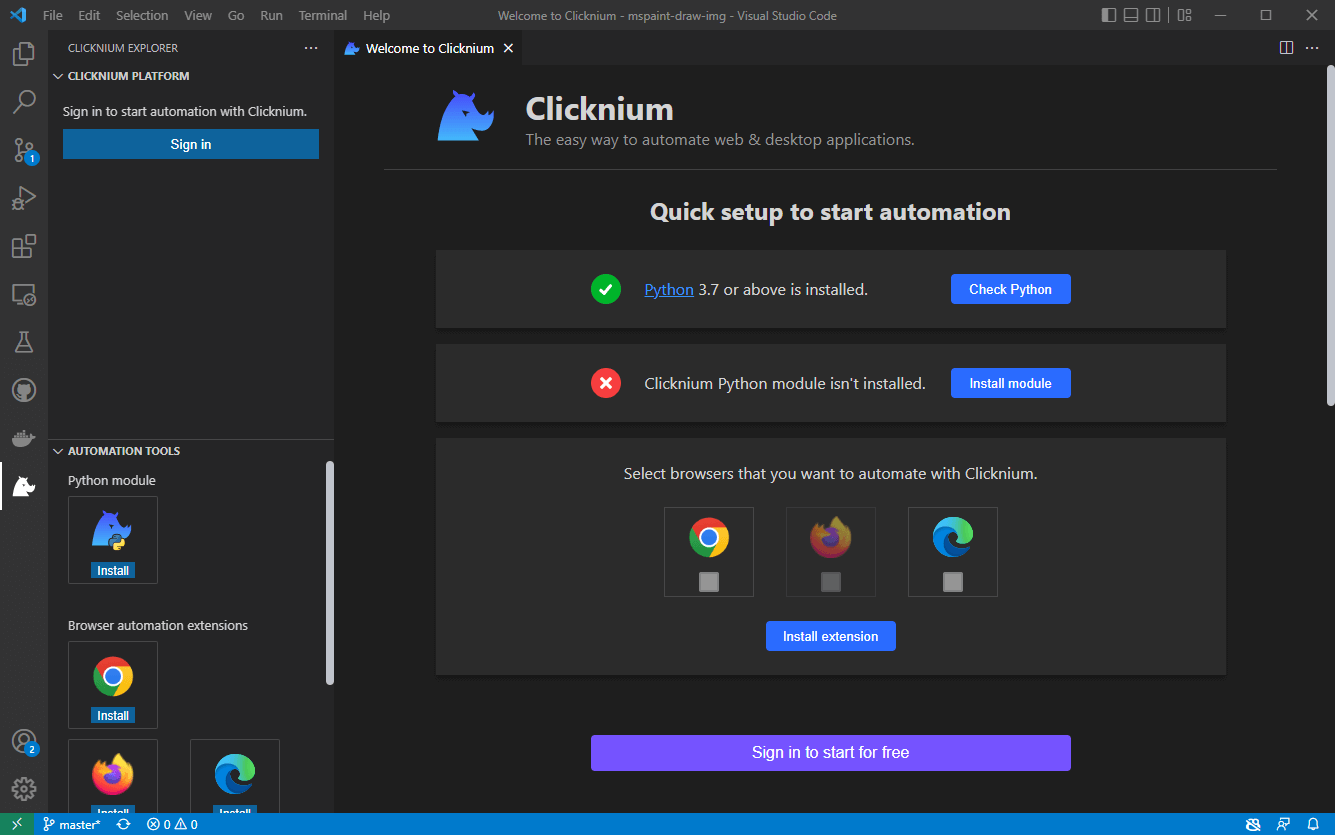 File Edit Selection View Go Run Terminal Help
Welcome to Clicknium - mspaint-draw-img - Visual Studio Code
CLICKNIUM EXPLORER
CLICKNIUM PLATFORM
Sign in to start automation with Clicknium.
Sign in
1
2
AUTOMATION TOOLS
Python module
Install
Browser automation extensions
Install
Install
Install
Welcome to Clicknium
Clicknium
The easy way to automate web & desktop applications.
Quick setup to start automation
Python 3.7 or above is installed.
Check Python
Clicknium Python module isn't installed.
Install module
Select browsers that you want to automate with Clicknium.
Install extension
Sign in to start for free
master* 0 0